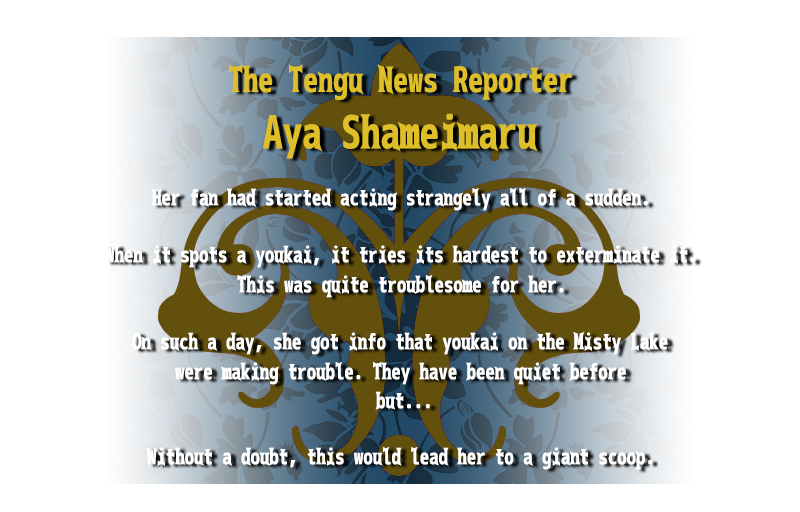 The Tengu News Reporter
Aya Shameimaru
Her fan had started acting strangely all of a sudden.
When it spots a youkai, it tries its hardest to exterminate it.
This was quite troublesome for her.
On such a day, she got info that youkai on the Misty Lake
were making trouble. They have been quiet before
but...
Without a doubt, this would lead her to a giant scoop.